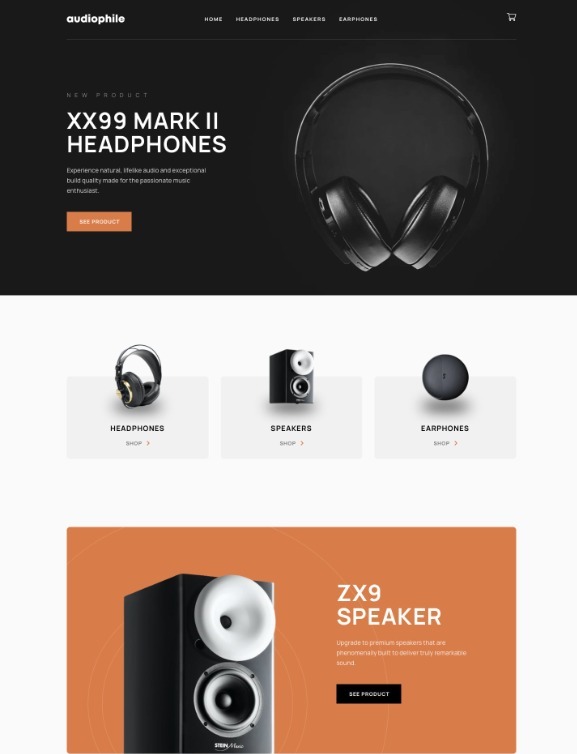 audiophile
HOME HEADPHONES SPEAKERS EARPHONES
NEW PRODUCT
XX99 MARK II
HEADPHONES
Experience natural, lifelike audio and exceptional
build quality made for the passionate music
enthusiast.
SEE PRODUCT
HEADPHONES
SHOP
SPEAKERS
SHOP
EARPHONES
SHOP
ZX9
SPEAKER
Upgrade to premium speakers that are
phenomenally built to deliver truly remarkable
sound.
SEE PRODUCT
STEIN Music